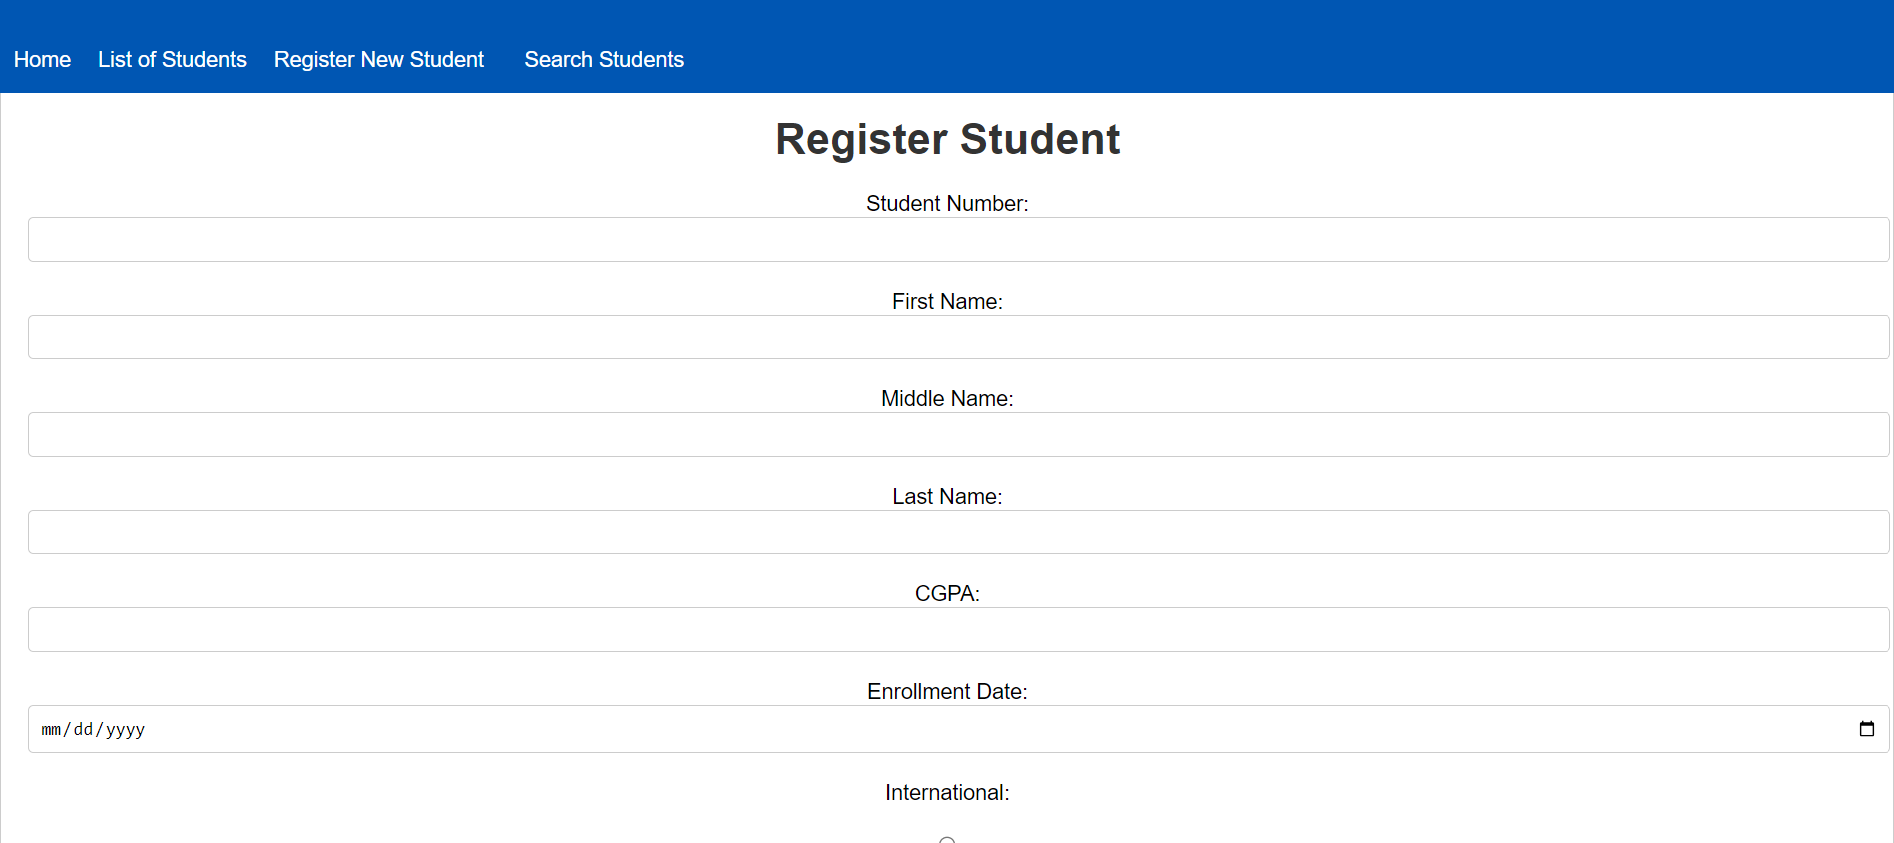 Home List of Students Register New Student Search Students
Register Student
Student Number:
First Name:
Middle Name:
Last Name:
CGPA:
Enrollment Date:
mm/dd/yyyy
International: